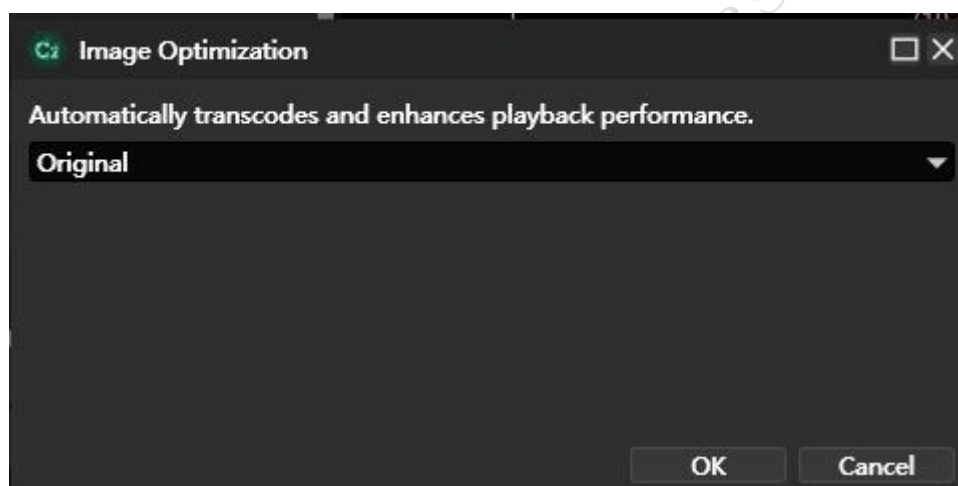 C2 Image Optimization
Automatically transcodes and enhances playback performance.
Original
OK Cancel